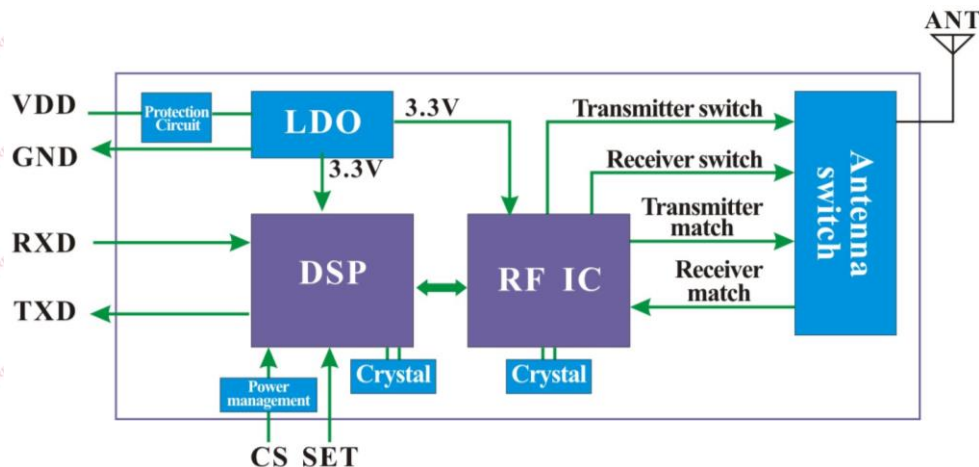 ANT
VDD
Protection
Circuit
LDO
3.3V
Transmitter switch
GND
3.3V
Receiver switch
Antenna
switch
Transmitter
match
RXD
DSP
RF IC
Receiver
match
TXD
Crystal
Crystal
Power
management
CS SET